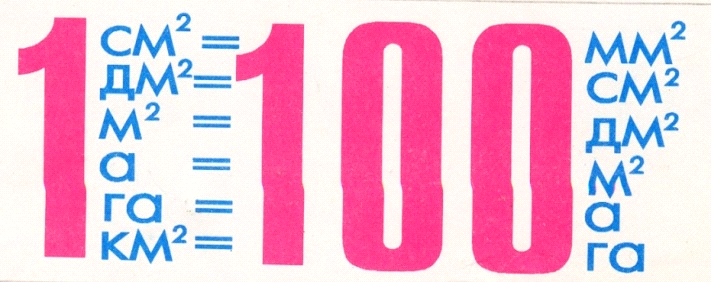 1 см² = 100 мм²
дм² = см²
м² = дм²
а = м²
га = а
км² = га